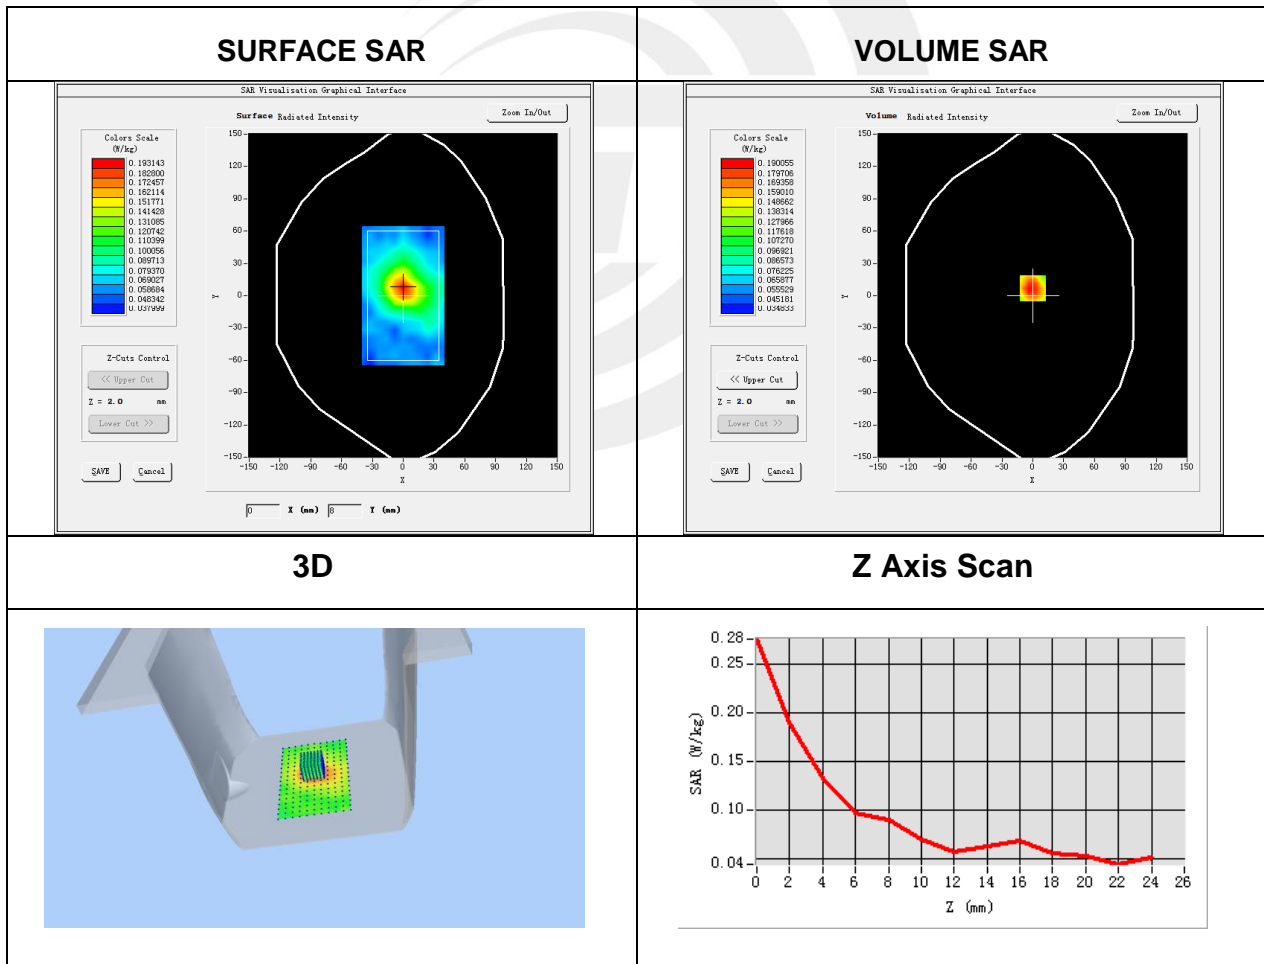 SURFACE SAR
SAR Visualisation Graphical Interface
Surface Radiated Intensity
Zoom In/Out
Colors Scale
(W/kg)
0.193143
0.182800
0.172457
0.162114
0.151771
0.141428
0.131085
0.120742
0.110399
0.100056
0.089713
0.079370
0.069027
0.058684
0.048342
0.037999
Z-Cuts Control
<< Upper Cut
Z = 2.0 mm
Lower Cut >>
SAVE Cancel
150
120
90
60
30
0
-30
-60
-90
-120
-150
Y
-150 -120 -90 -60 -30 0 30 60 90 120 150
X
0 X (mm) 8 Y (mm)
VOLUME SAR
SAR Visualisation Graphical Interface
Volume Radiated Intensity
Zoom In/Out
Colors Scale
(W/kg)
0.190055
0.179706
0.169358
0.159010
0.148662
0.138314
0.127966
0.117618
0.107270
0.096921
0.086573
0.076225
0.065877
0.055529
0.045181
0.034833
Z-Cuts Control
<< Upper Cut
Z = 2.0 mm
Lower Cut >>
SAVE Cancel
150
120
90
60
30
0
-30
-60
-90
-120
-150
Y
-150 -120 -90 -60 -30 0 30 60 90 120 150
X
3D
Z Axis Scan
0.28
0.25
0.20
0.15
0.10
0.04
SAR (W/kg)
0 2 4 6 8 10 12 14 16 18 20 22 24 26
Z (mm)